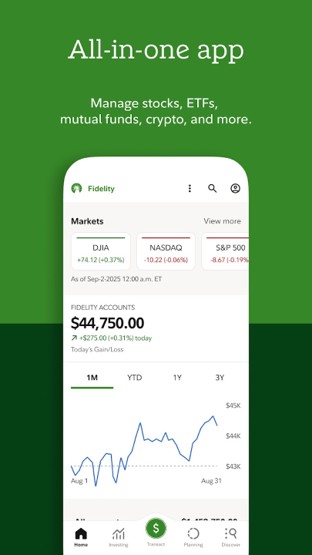 All-in-one app
Manage stocks, ETFs,
mutual funds, crypto, and more.
Fidelity
Markets
View more
DJIA
NASDAQ
S&P 500
+74.12 (+0.37%)
-10.22 (-0.06%)
-8.67 (-0.19%
As of Sep-2-2025 12:00 a.m. ET
FIDELITY ACCOUNTS
$44,750.00
+$275.00 (+0.31%) today
Today's Gain/Loss
1M
YTD
1Y
3Y
$45K
$44K
$43K
Aug 1
Aug 31
Home
Investing
Transact
Planning
Discover